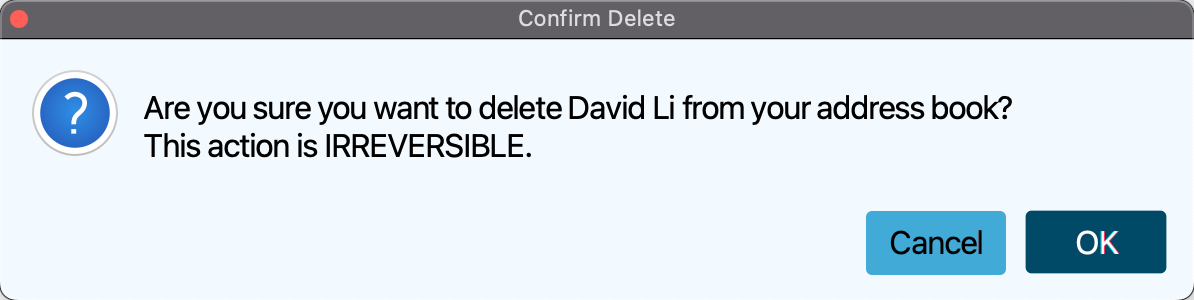 Confirm Delete
?
Are you sure you want to delete David Li from your address book?
This action is IRREVERSIBLE.
Cancel OK